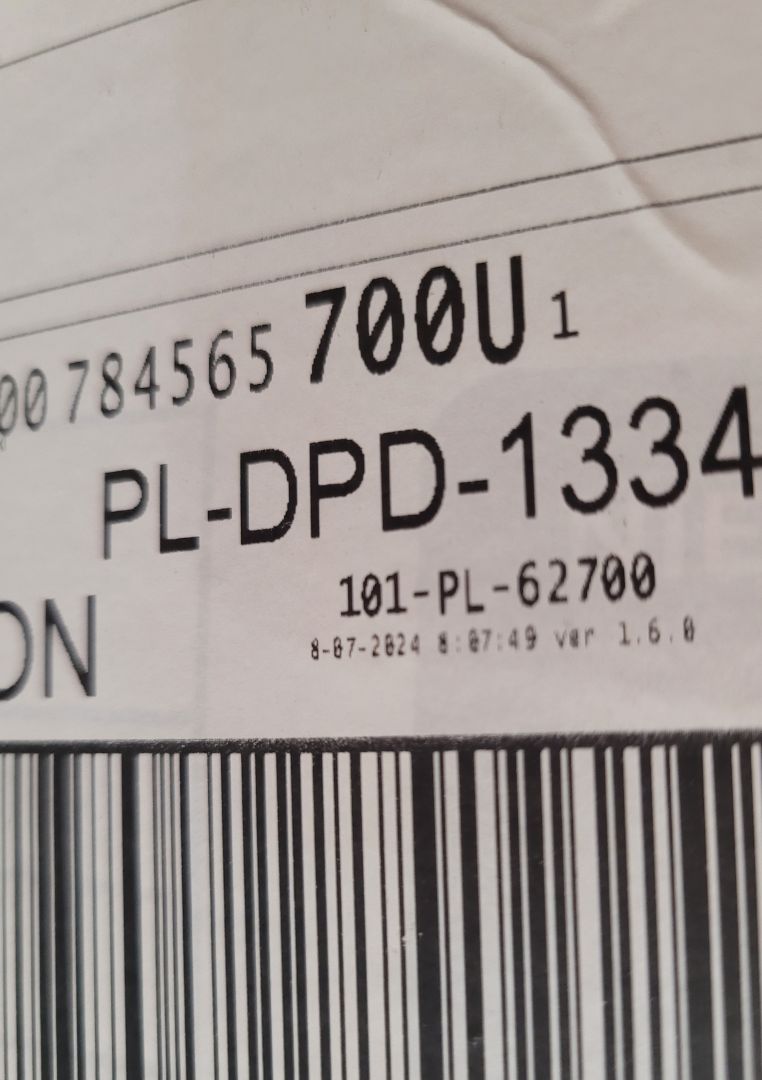 00 784565 700U 1
PL-DPD-1334
101-PL-62700
ON
8-07-2024 8:07:49 ver 1.6.0